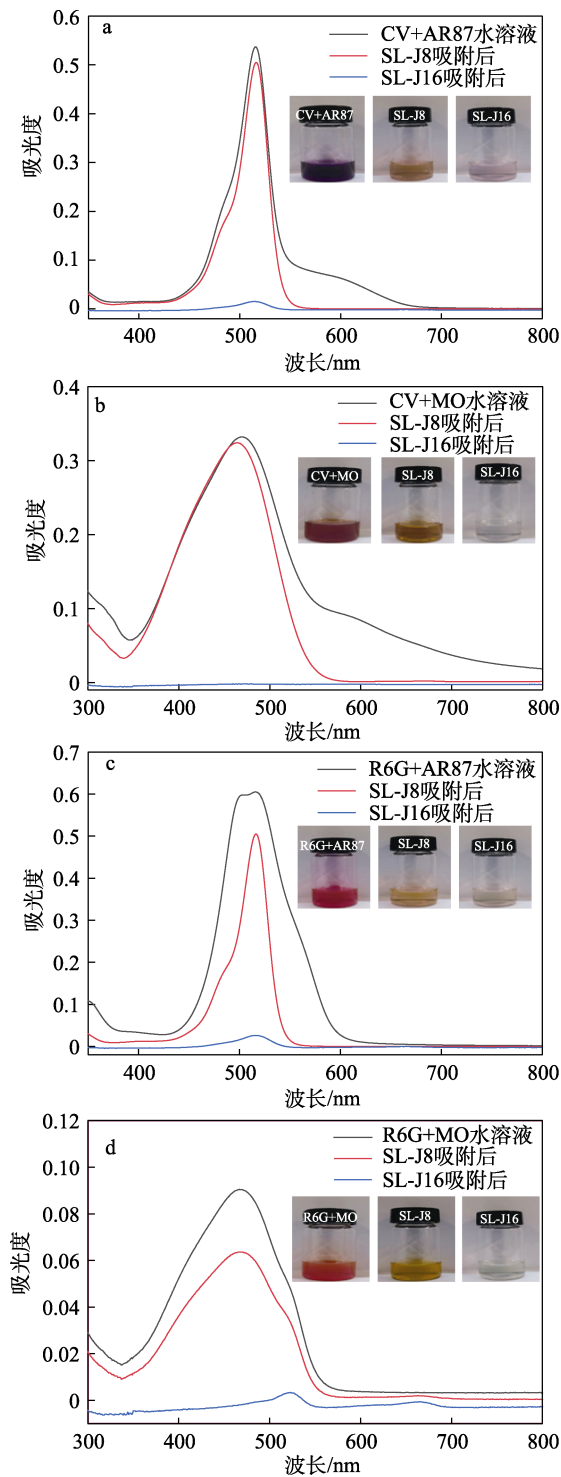 a
CV+AR87水溶液
SL-J8吸附后
SL-J16吸附后
CV+AR87 SL-J8 SL-J16
0.6
0.5
0.4
0.3
0.2
0.1
0
吸光度
400 500 600 700 800
波长/nm
b
CV+MO水溶液
SL-J8吸附后
SL-J16吸附后
CV+MO SL-J8 SL-J16
0.4
0.3
0.2
0.1
0
吸光度
300 400 500 600 700 800
波长/nm
c
R6G+AR87水溶液
SL-J8吸附后
SL-J16吸附后
R6G+AR87 SL-J8 SL-J16
0.7
0.6
0.5
0.4
0.3
0.2
0.1
0
吸光度
400 500 600 700 800
波长/nm
d
R6G+MO水溶液
SL-J8吸附后
SL-J16吸附后
R6G+MO SL-J8 SL-J16
0.12
0.10
0.08
0.06
0.04
0.02
0
吸光度
300 400 500 600 700 800
波长/nm